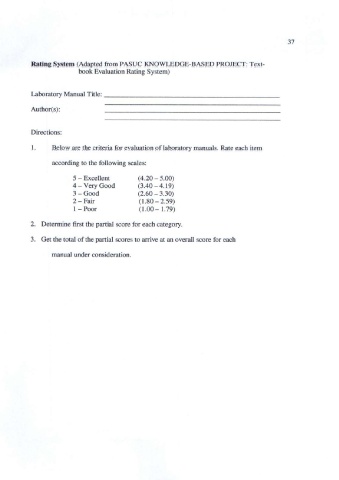 37
Rating System (Adapted from PASUC KNOWLEDGE-BASED PROJECT: Text-
book Evaluation Rating System)
Laboratory Manual Title:
Author(s):
Directions:
1. Below are the criteria for evaluation of laboratory manuals. Rate each item
according to the following scales:
5 – Excellent (4.20 – 5.00)
4 – Very Good (3.40 – 4.19)
3 – Good (2.60 – 3.30)
2 – Fair (1.80 – 2.59)
1 – Poor (1.00 – 1.79)
2. Determine first the partial score for each category.
3. Get the total of the partial scores to arrive at an overall score for each
manual under consideration.